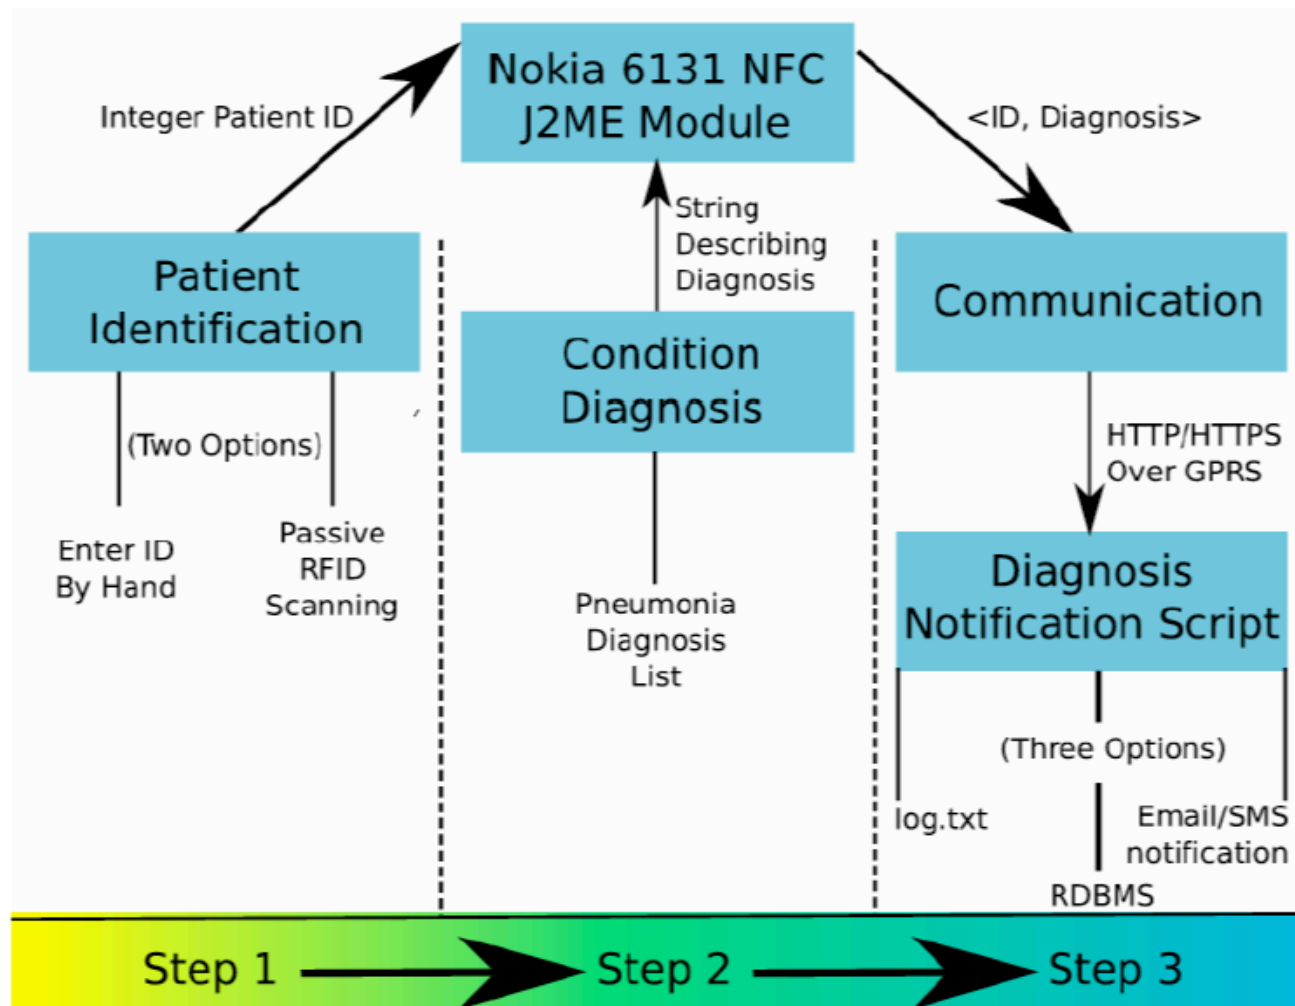 Nokia 6131 NFC
J2ME Module
Integer Patient ID
<ID, Diagnosis>
String
Describing
Diagnosis
Patient
Identification
Condition
Diagnosis
Communication
(Two Options)
Enter ID
By Hand
Passive
RFID
Scanning
Pneumonia
Diagnosis
List
HTTP/HTTPS
Over GPRS
Diagnosis
Notification Script
(Three Options)
log.txt
RDBMS
Email/SMS
notification
Step 1
Step 2
Step 3